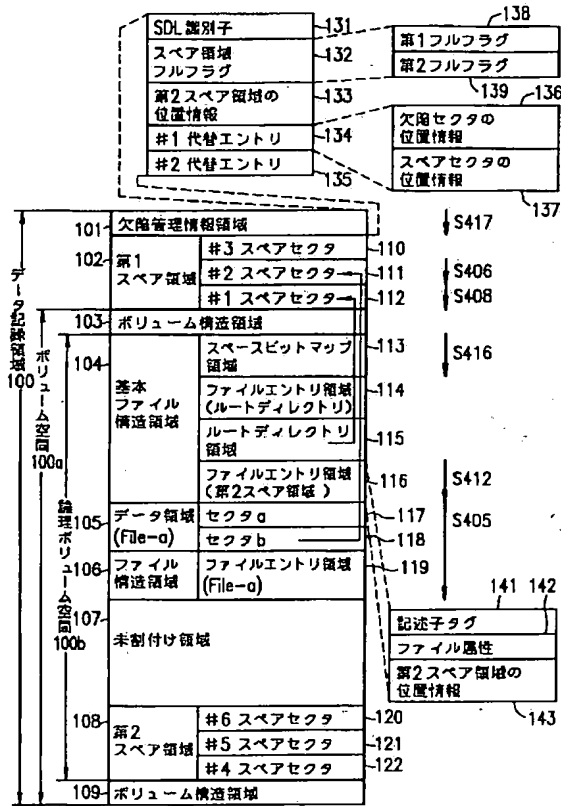 SDL 識別子
131
スペア領域
フルフラグ
132
第2スペア領域の
位置情報
133
#1 代替エントリ
134
#2 代替エントリ
135
138
第1フルフラグ
第2フルフラグ
139
136
欠陥セクタの
位置情報
スペアセクタの
位置情報
137
データ記録領域 100
ボリューム空間 100a
論理ボリューム空間 100b
101
欠陥管理情報領域
102
第1
スペア領域
#3 スペアセクタ
110
#2 スペアセクタ
111
#1 スペアセクタ
112
103
ボリューム構造領域
104
基本
ファイル
構造領域
スペースビットマップ
領域
113
ファイルエントリ領域
(ルートディレクトリ)
114
ルートディレクトリ
領域
115
ファイルエントリ領域
(第2スペア領域)
116
105
データ領域
(File-a)
セクタa
117
セクタb
118
106
ファイル
構造領域
ファイルエントリ領域
(File-a)
119
107
未割付け領域
108
第2
スペア領域
#6 スペアセクタ
120
#5 スペアセクタ
121
#4 スペアセクタ
122
109
ボリューム構造領域
S417
S406
S408
S416
S412
S405
141
142
記述子タグ
ファイル属性
第2スペア領域の
位置情報
143